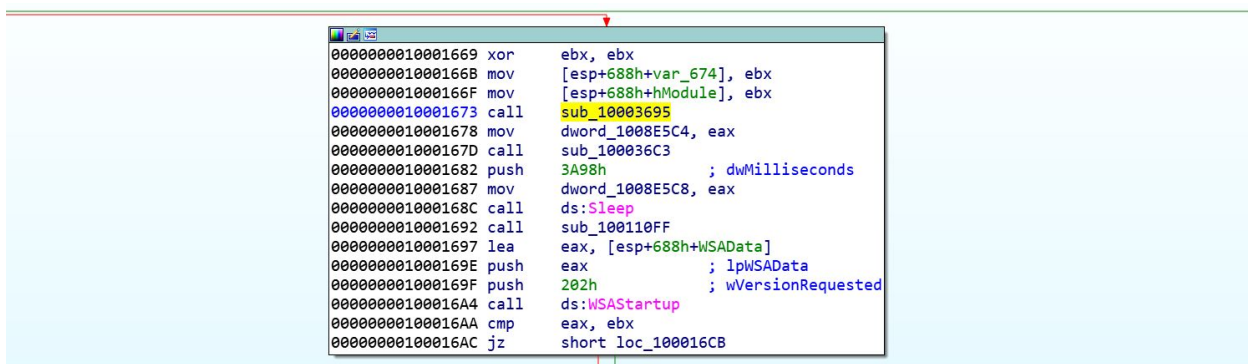 0000000010001669 xor     ebx, ebx
000000001000166B mov     [esp+688h+var_674], ebx
000000001000166F mov     [esp+688h+hModule], ebx
0000000010001673 call    sub_10003695
0000000010001678 mov     dword_1008E5C4, eax
000000001000167D call    sub_100036C3
0000000010001682 push    3A98h           ; dwMilliseconds
0000000010001687 mov     dword_1008E5C8, eax
000000001000168C call    ds:Sleep
0000000010001692 call    sub_100110FF
0000000010001697 lea     eax, [esp+688h+WSAData]
000000001000169E push    eax             ; lpWSAData
000000001000169F push    202h            ; wVersionRequested
00000000100016A4 call    ds:WSAStartup
00000000100016AA cmp     eax, ebx
00000000100016AC jz      short loc_100016CB